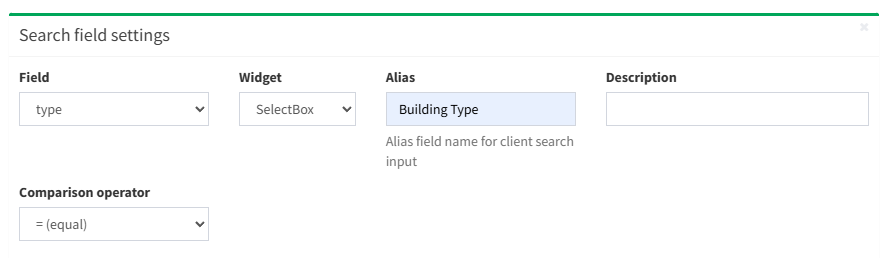 Search field settings
Field
Widget
Alias
Description
type
SelectBox
Building Type
Alias field name for client search
input
Comparison operator
= (equal)